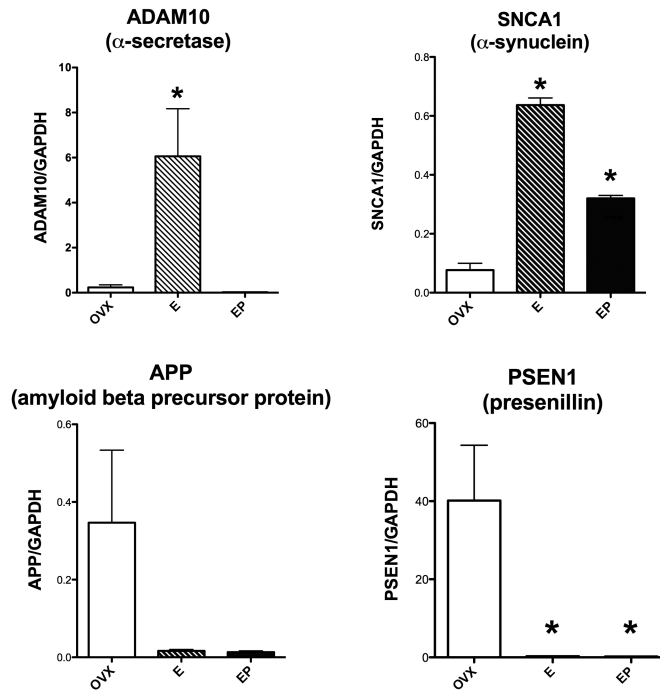 ADAM10
(α-secretase)
ADAM10/GAPDH
10
8
6
4
2
0
*
OVX
E
EP
SNCA1
(α-synuclein)
SNCA1/GAPDH
0.8
0.6
0.4
0.2
0.0
*
*
OVX
E
EP
APP
(amyloid beta precursor protein)
APP/GAPDH
0.6
0.4
0.2
0.0
OVX
E
EP
PSEN1
(presenillin)
PSEN1/GAPDH
60
40
20
0
*
*
OVX
E
EP